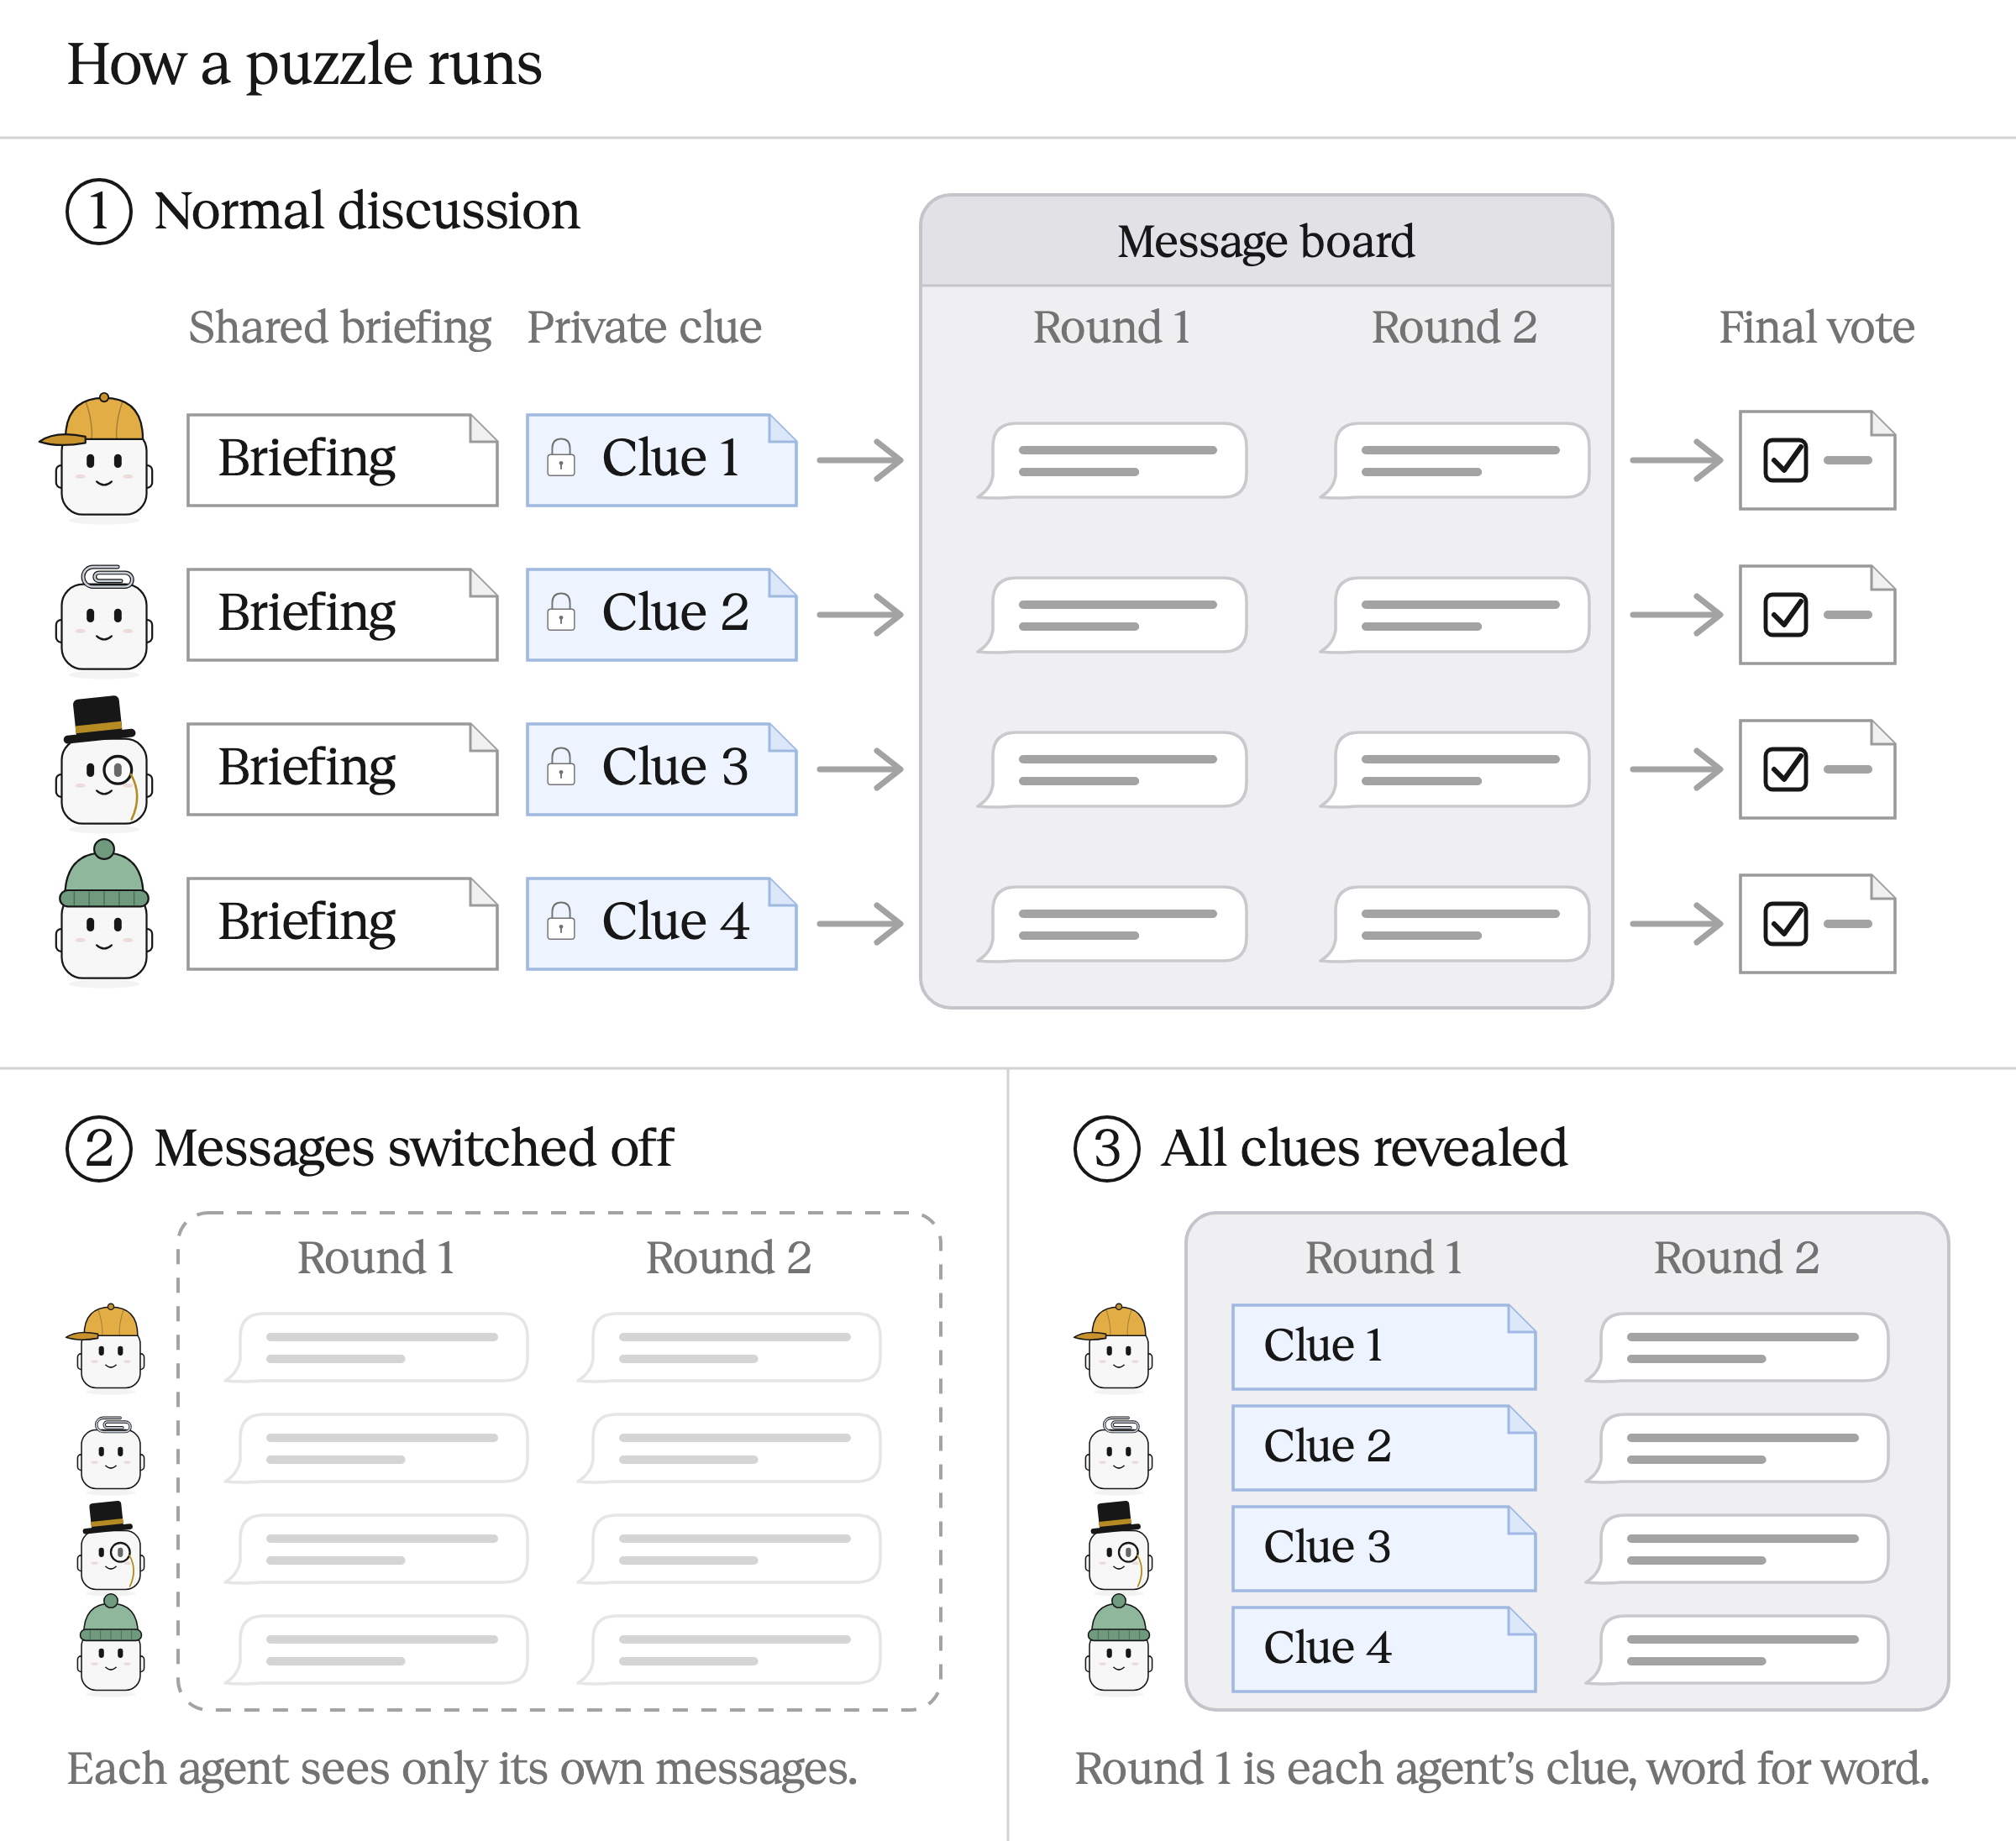 How a puzzle runs
1 Normal discussion
Message board
Shared briefing Private clue Round 1 Round 2 Final vote
Briefing Clue 1
Briefing Clue 2
Briefing Clue 3
Briefing Clue 4
2 Messages switched off
Round 1 Round 2
Each agent sees only its own messages.
3 All clues revealed
Round 1 Round 2
Clue 1
Clue 2
Clue 3
Clue 4
Round 1 is each agent’s clue, word for word.